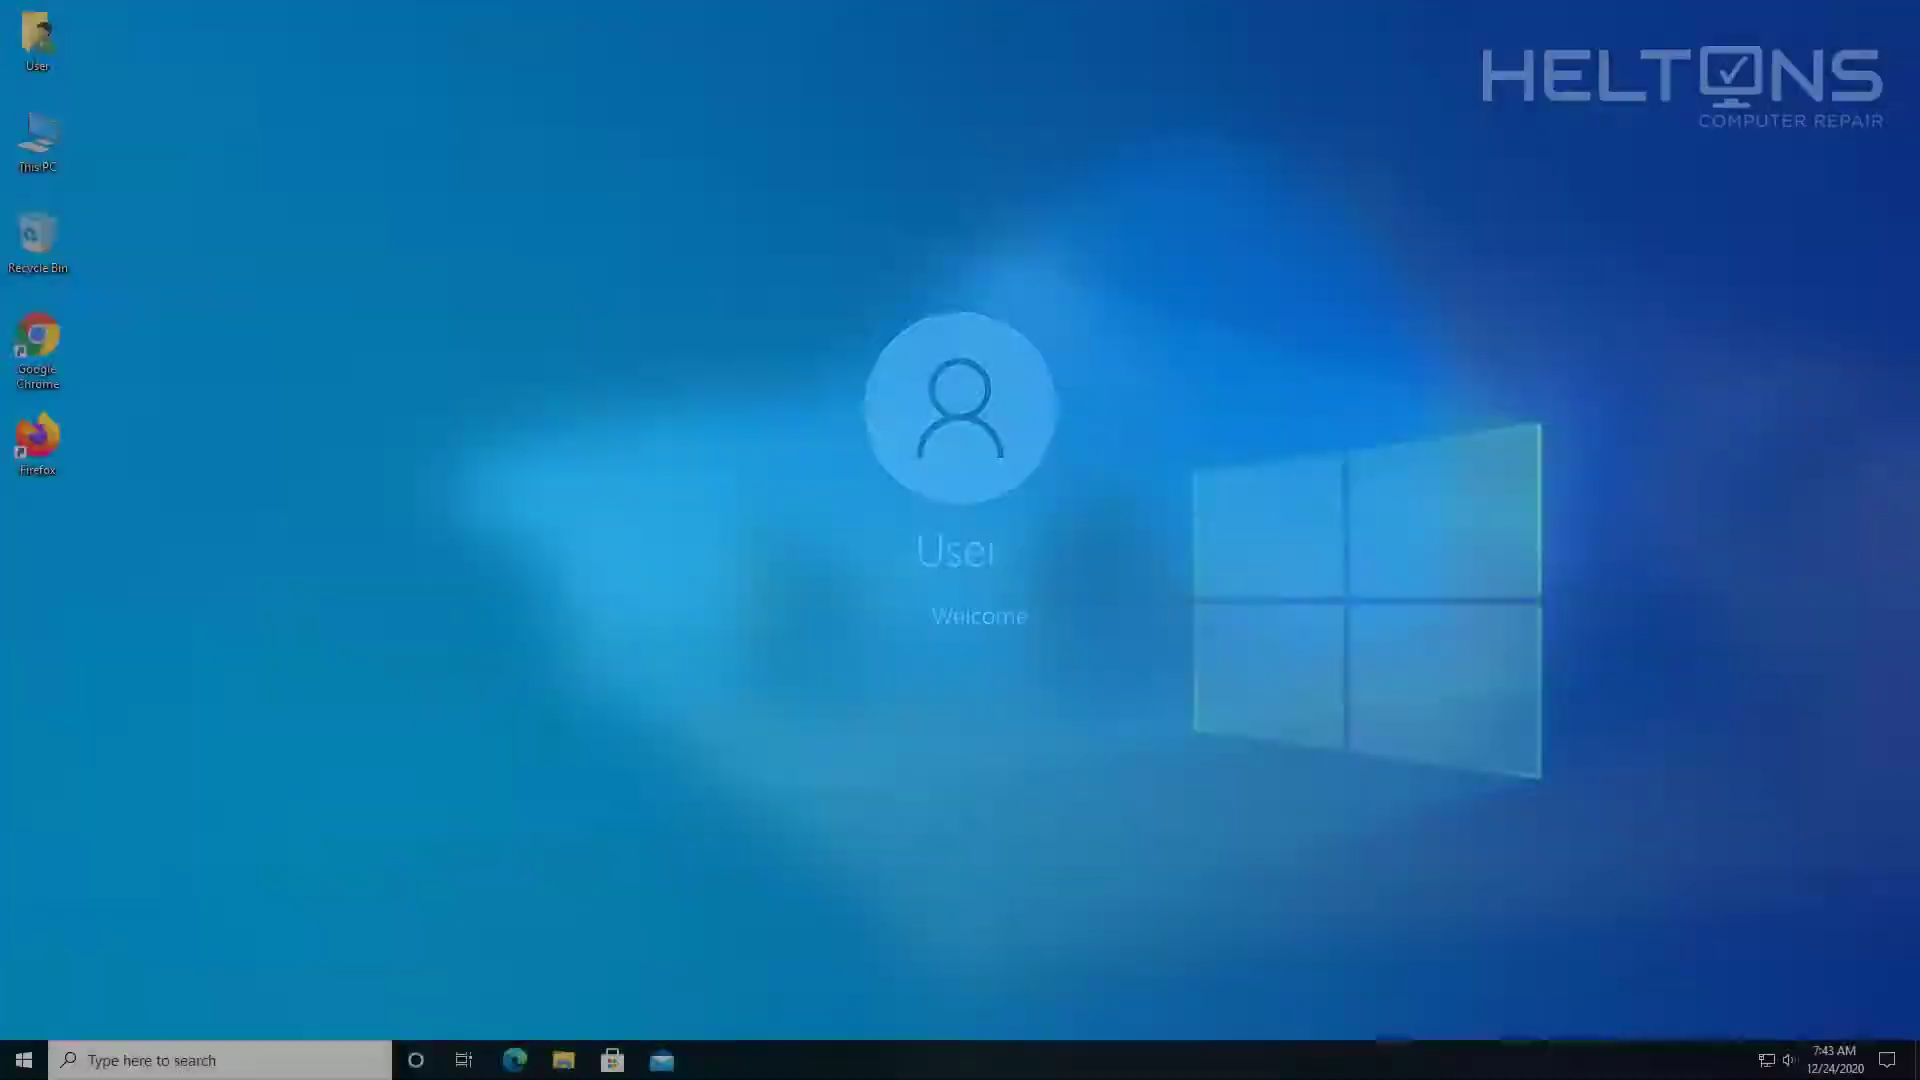 User
This PC
Recycle Bin
Google
Chrome
Firefox
HELTONS
COMPUTER REPAIR
User
Welcome
Type here to search
7:43 AM
12/24/2020